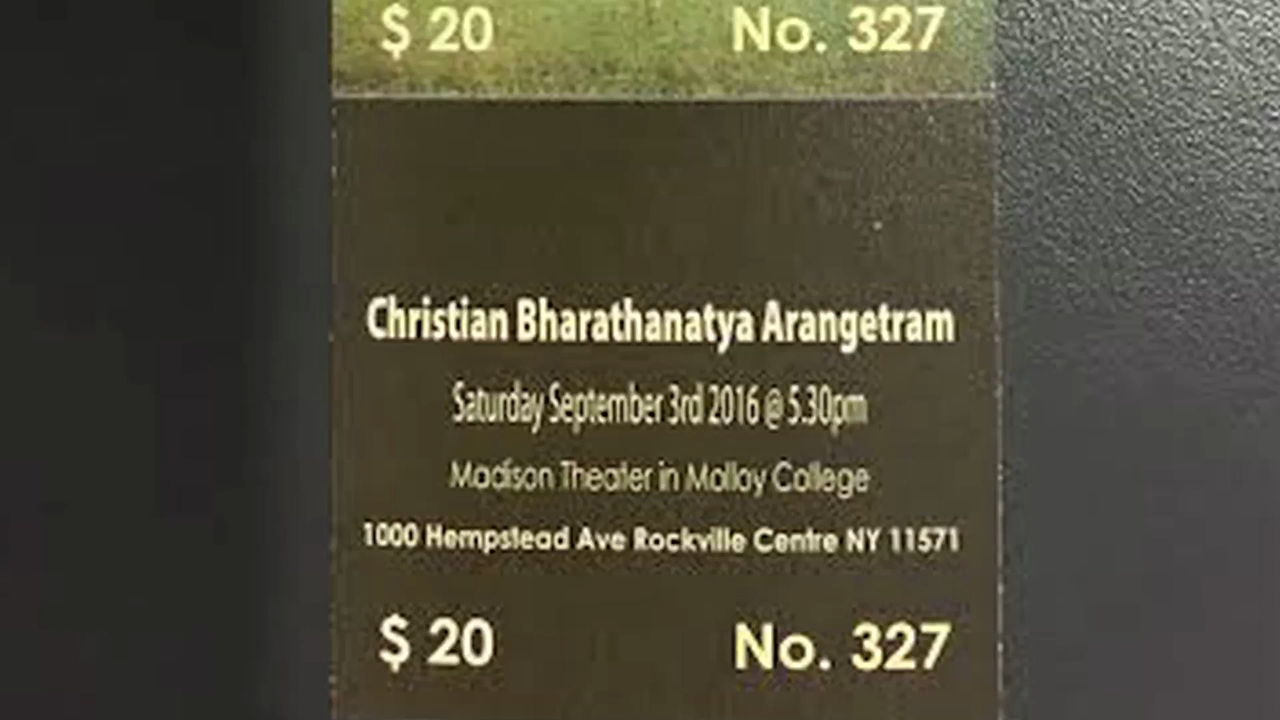 $ 20 No. 327
Christian Bharathanatya Arangetram
Saturday September 3rd 2016 @ 5.30pm
Madison Theater in Molloy College
1000 Hempstead Ave Rockville Centre NY 11571
$ 20 No. 327